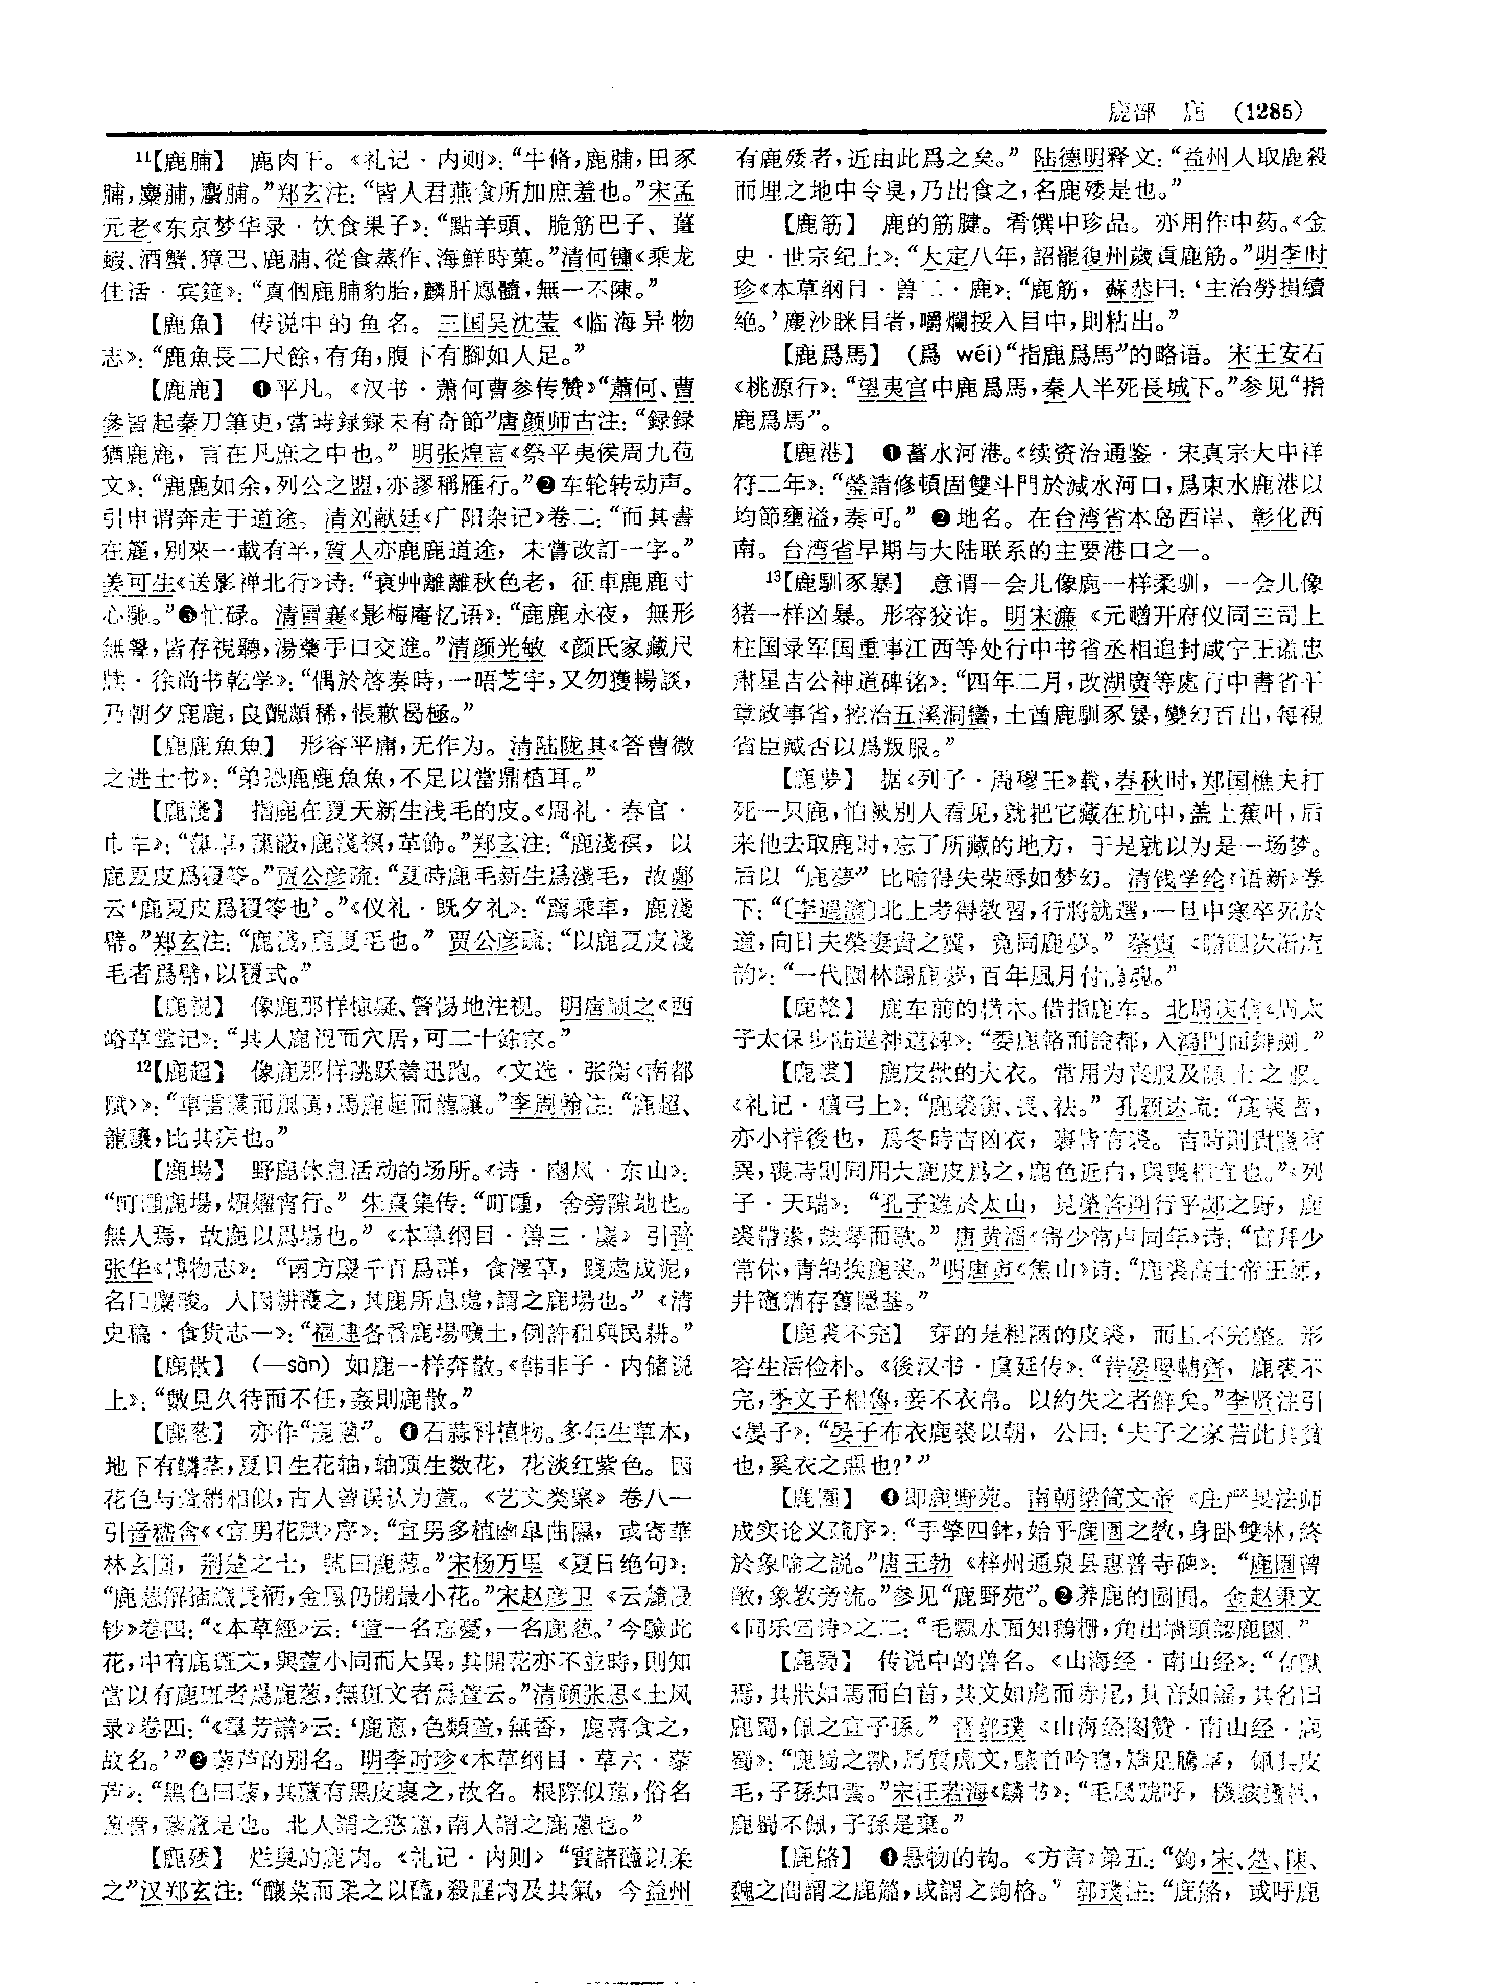 鹿部　鹿　(1285)
11【鹿脯】　鹿肉干。《礼记·内则》：“牛脩，鹿脯，田豕
脯，麋脯，麕脯。”郑玄注：“皆人君燕食所加庶羞也。”宋孟
元老《东京梦华录·饮食果子》：“點羊頭、脆筋巴子、薑
蝦、酒蟹、獐巴、鹿脯、從食蒸作、海鮮時菓。”清何镛《乘龙
佳话·宾筵》：“真個鹿脯豹胎，麟肝鳳髓，無一不陳。”
【鹿魚】　传说中的鱼名。三国吴沈莹《临海异物
志》：“鹿魚長二尺餘，有角，腹下有腳如人足。”
【鹿鹿】　❶平凡。《汉书·萧何曹参传赞》“蕭何、曹
參皆起秦刀筆吏，當時録録未有奇節”唐颜师古注：“録録
猶鹿鹿，言在凡庶之中也。”明张煌言《祭平夷侯周九苞
文》：“鹿鹿如余，列公之盟，亦謬稱雁行。”❷车轮转动声。
引申谓奔走于道途。清刘献廷《广阳杂记》卷二：“而其書
在簏，别來一載有半，質人亦鹿鹿道途，未嘗改訂一字。”
姜可生《送影禅北行》诗：“衰艸離離秋色老，征車鹿鹿寸
心馳。”❸忙碌。清冒襄《影梅庵忆语》：“鹿鹿永夜，無形
無聲，皆存視聽，湯藥手口交進。”清颜光敏《颜氏家藏尺
牍·徐尚书乾学》：“偶於啓奏時，一晤芝宇，又勿獲暢談，
乃朝夕鹿鹿，良覿頗稀，悵歉曷極。”
【鹿鹿魚魚】　形容平庸，无作为。清陆陇其《答曹微
之进士书》：“弟恐鹿鹿魚魚，不足以當鼎植耳。”
【鹿淺】　指鹿在夏天新生浅毛的皮。《周礼·春官·
巾车》：“藻車，藻蔽，鹿淺𧜀，革飾。”郑玄注：“鹿淺𧜀，以
鹿夏皮爲覆笭。”贾公彦疏：“夏時鹿毛新生爲淺毛，故鄭
云‘鹿夏皮爲覆笭也’。”《仪礼·既夕礼》：“薦乘車，鹿淺
幦。”郑玄注：“鹿淺，鹿夏毛也。”贾公彦疏：“以鹿夏皮淺
毛者爲幦，以覆式。”
【鹿視】　像鹿那样惊疑、警惕地注视。明唐顺之《西
峪草堂记》：“其人鹿視而穴居，可二十餘家。”
12【鹿超】　像鹿那样跳跃着迅跑。《文选·张衡〈南都
赋〉》：“車雷震而風厲，馬鹿超而龍驤。”李周翰注：“鹿超、
龍驤，比其疾也。”
【鹿場】　野鹿休息活动的场所。《诗·豳风·东山》：
“町畽鹿場，熠燿宵行。”朱熹集传：“町畽，舍旁隙地也。
無人焉，故鹿以爲場也。”《本草纲目·兽三·麋》引晋
张华《博物志》：“南方麋千百爲群，食澤草，踐處成泥，
名曰麋畯。人因耕穫之，其鹿所息處，謂之鹿場也。”《清
史稿·食货志一》：“福建各番鹿場曠土，例許租與民耕。”
【鹿散】　(—sàn)　如鹿一样奔散。《韩非子·内储说
上》：“數見久待而不任，姦則鹿散。”
【鹿葱】　亦作“鹿蔥”。❶石蒜科植物。多年生草本，
地下有鳞茎，夏日生花轴，轴顶生数花，花淡红紫色。因
花色与萱稍相似，古人曾误认为萱。《艺文类聚》卷八一
引晋嵇含《〈宜男花赋〉序》：“宜男多植幽皋曲隰，或寄華
林玄圃，荆楚之士，號曰鹿葱。”宋杨万里《夏日绝句》：
“鹿葱解插纖長柄，金鳳仍開最小花。”宋赵彦卫《云麓漫
钞》卷四：“《本草經》云：‘萱一名忘憂，一名鹿葱。’今驗此
花，中有鹿斑文，與萱小同而大異，其開花亦不並時，則知
當以有鹿斑者爲鹿葱，無斑文者爲萱云。”清顾张思《土风
录》卷四：“《羣芳譜》云：‘鹿蔥，色類萱，無香，鹿喜食之，
故名。’”❷藜芦的别名。明李时珍《本草纲目·草六·藜
芦》：“黑色曰藜，其蘆有黑皮裹之，故名。根際似蔥，俗名
蔥管，藜蘆是也。北人謂之憨蔥，南人謂之鹿蔥也。”
【鹿㱱】　烂臭的鹿肉。《礼记·内则》“實諸醯以柔
之”汉郑玄注：“釀菜而柔之以醯，殺腥肉及其氣，今益州
有鹿㱱者，近由此爲之矣。”陆德明释文：“益州人取鹿殺
而埋之地中令臭，乃出食之，名鹿㱱是也。”
【鹿筋】　鹿的筋腱。肴馔中珍品。亦用作中药。《金
史·世宗纪上》：“大定八年，詔罷復州歲貢鹿筋。”明李时
珍《本草纲目·兽二·鹿》：“鹿筋，蘇恭曰：‘主治勞損續
絶。’塵沙眯目者，嚼爛挼入目中，則粘出。”
【鹿爲馬】　(爲 wéi)“指鹿爲馬”的略语。宋王安石
《桃源行》：“望夷宫中鹿爲馬，秦人半死長城下。”参见“指
鹿爲馬”。
【鹿港】　❶蓄水河港。《续资治通鉴·宋真宗大中祥
符二年》：“瑩請修頓固雙斗門於減水河口，爲束水鹿港以
均節壅溢，奏可。”❷地名。在台湾省本岛西岸、彰化西
南。台湾省早期与大陆联系的主要港口之一。
13【鹿馴豕暴】　意谓一会儿像鹿一样柔驯，一会儿像
猪一样凶暴。形容狡诈。明宋濂《元赠开府仪同三司上
柱国录军国重事江西等处行中书省丞相追封咸宁王谥忠
肃星吉公神道碑铭》：“四年二月，改湖廣等處行中書省平
章政事省，控治五溪洞蠻，土酋鹿馴豕暴，變幻百出，每視
省臣臧否以爲叛服。”
【鹿夢】　据《列子·周穆王》载，春秋时，郑国樵夫打
死一只鹿，怕被别人看见，就把它藏在坑中，盖上蕉叶，后
来他去取鹿时，忘了所藏的地方，于是就以为是一场梦。
后以“鹿夢”比喻得失荣辱如梦幻。清钱学纶《语新》卷
下：“〔李過濱〕北上考得教習，行將就選，一旦中寒卒死於
道，向日夫榮妻貴之冀，竟同鹿夢。”蔡寅
韵》：“一代園林歸鹿夢，百年風月付鵑魂。”
【鹿輅】　鹿车前的横木。借指鹿车。北周庾信《周太
子太保步陆逞神道碑》：“委鹿輅而論都，入鴻門而辯測。”
【鹿裘】　鹿皮做的大衣。常用为丧服及隐士之服。
《礼记·檀弓上》：“鹿裘衡、長、袪。”孔颖达疏：“鹿裘者，
亦小祥後也，爲冬時吉凶衣，裏皆有裘。吉時則貴賤有
異，喪時則同用大鹿皮爲之，鹿色近白，與喪相宜也。”《列
子·天瑞》：“孔子遊於太山，見榮啓期行乎郕之野，鹿
裘帶索，鼓琴而歌。”唐黄滔《寄少常卢同年》诗：“官拜少
常休，青緺换鹿裘。”明唐寅《焦山》诗：“鹿裘高士帝王師，
井竈猶存舊隱基。”
【鹿裘不完】　穿的是粗陋的皮裘，而且不完整。形
容生活俭朴。《後汉书·虞延传》：“昔晏嬰輔齊，鹿裘不
完，季文子相魯，妾不衣帛。以約失之者鮮矣。”李贤注引
《晏子》：“晏子布衣鹿裘以朝，公曰：‘夫子之家若此其貧
也，奚衣之惡也？’”
【鹿園】　❶即鹿野苑。南朝梁简文帝《庄严旻法师
成实论义疏序》：“手擎四鉢，始乎鹿園之教，身卧雙林，終
於象喻之説。”唐王勃《梓州通泉县惠普寺碑》：“鹿園曾
敞，象教旁流。”参见“鹿野苑”。❷养鹿的园囿。金赵秉文
《同乐园诗》之二：“毛飄水面知鵝栅，角出墻頭認鹿園。”
【鹿蜀】　传说中的兽名。《山海经·南山经》：“有獸
焉，其狀如馬而白首，其文如虎而赤尾，其音如謡，其名曰
鹿蜀，佩之宜子孫。”晋郭璞《山海经图赞·南山经·鹿
蜀》：“鹿蜀之獸，馬質虎文，驤首吟鳴，矯足騰羣，佩其皮
毛，子孫如雲。”宋汪若海《麟书》：“
鹿蜀不佩，子孫是棄。”
【鹿觡】　❶悬物的钩。《方言》第五：“鉤，宋、楚、陳、
魏之間謂之鹿觡，或謂之鉤格。”郭璞注：“鹿觡，或呼鹿